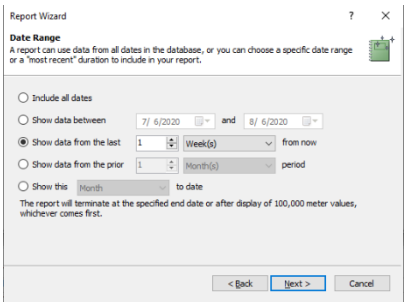 Report Wizard ? ×
Date Range
A report can use data from all dates in the database, or you can choose a specific date range
or a "most recent" duration to include in your report.
Include all dates
Show data between 7/ 6/2020 and 8/ 6/2020
Show data from the last 1 Week(s) from now
Show data from the prior 1 Month(s) period
Show this Month to date
The report will terminate at the specified end date or after display of 100,000 meter values,
whichever comes first.
< Back Next > Cancel